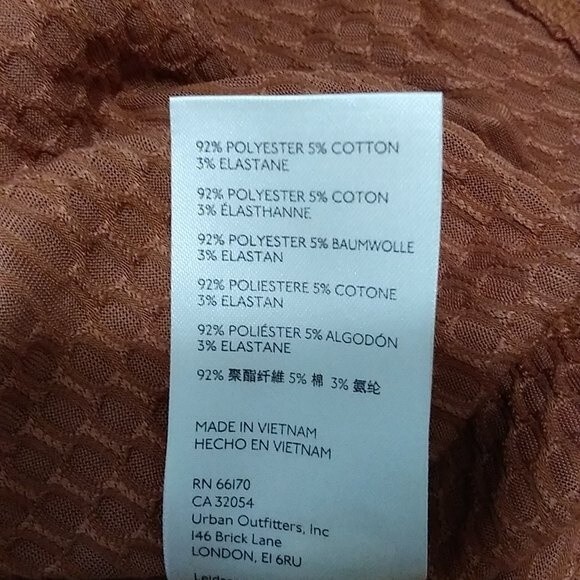 92% POLYESTER 5% COTTON
3% ELASTANE
92% POLYESTER 5% COTON
3% ÉLASTHANNE
92% POLYESTER 5% BAUMWOLLE
3% ELASTAN
92% POLIESTERE 5% COTONE
3% ELASTAN
92% POLIÉSTER 5% ALGODÓN
3% ELASTANE
92% 聚酯纤維 5% 棉 3% 氨纶
MADE IN VIETNAM
HECHO EN VIETNAM
RN 66170
CA 32054
Urban Outfitters, Inc
146 Brick Lane
LONDON, E1 6RU